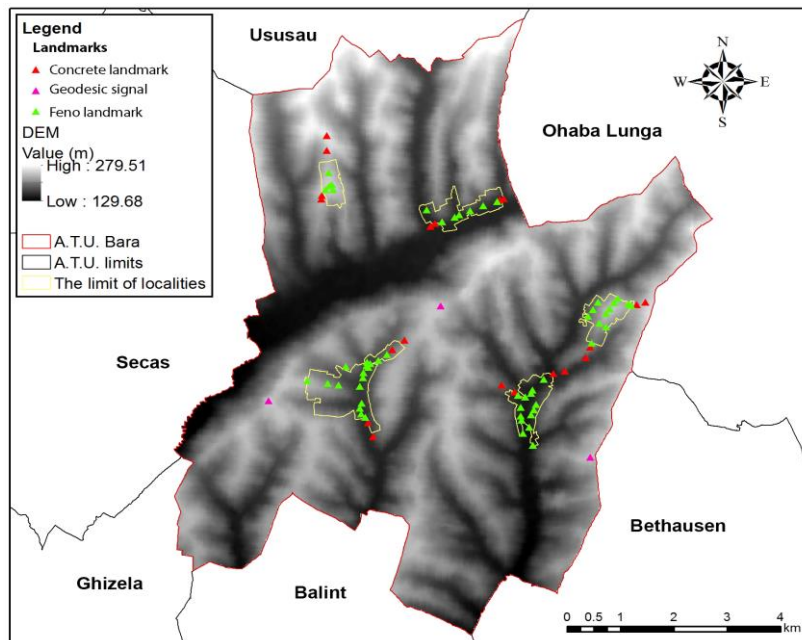 Legend
Landmarks
Concrete landmark
Geodesic signal
Feno landmark
DEM
Value (m)
High : 279.51
Low : 129.68
A.T.U. Bara
A.T.U. limits
The limit of localities
Ususau
N
W E
S
Ohaba Lunga
Secas
Bethausen
Ghizela
Balint
0 0.5 1 2 3 4
km